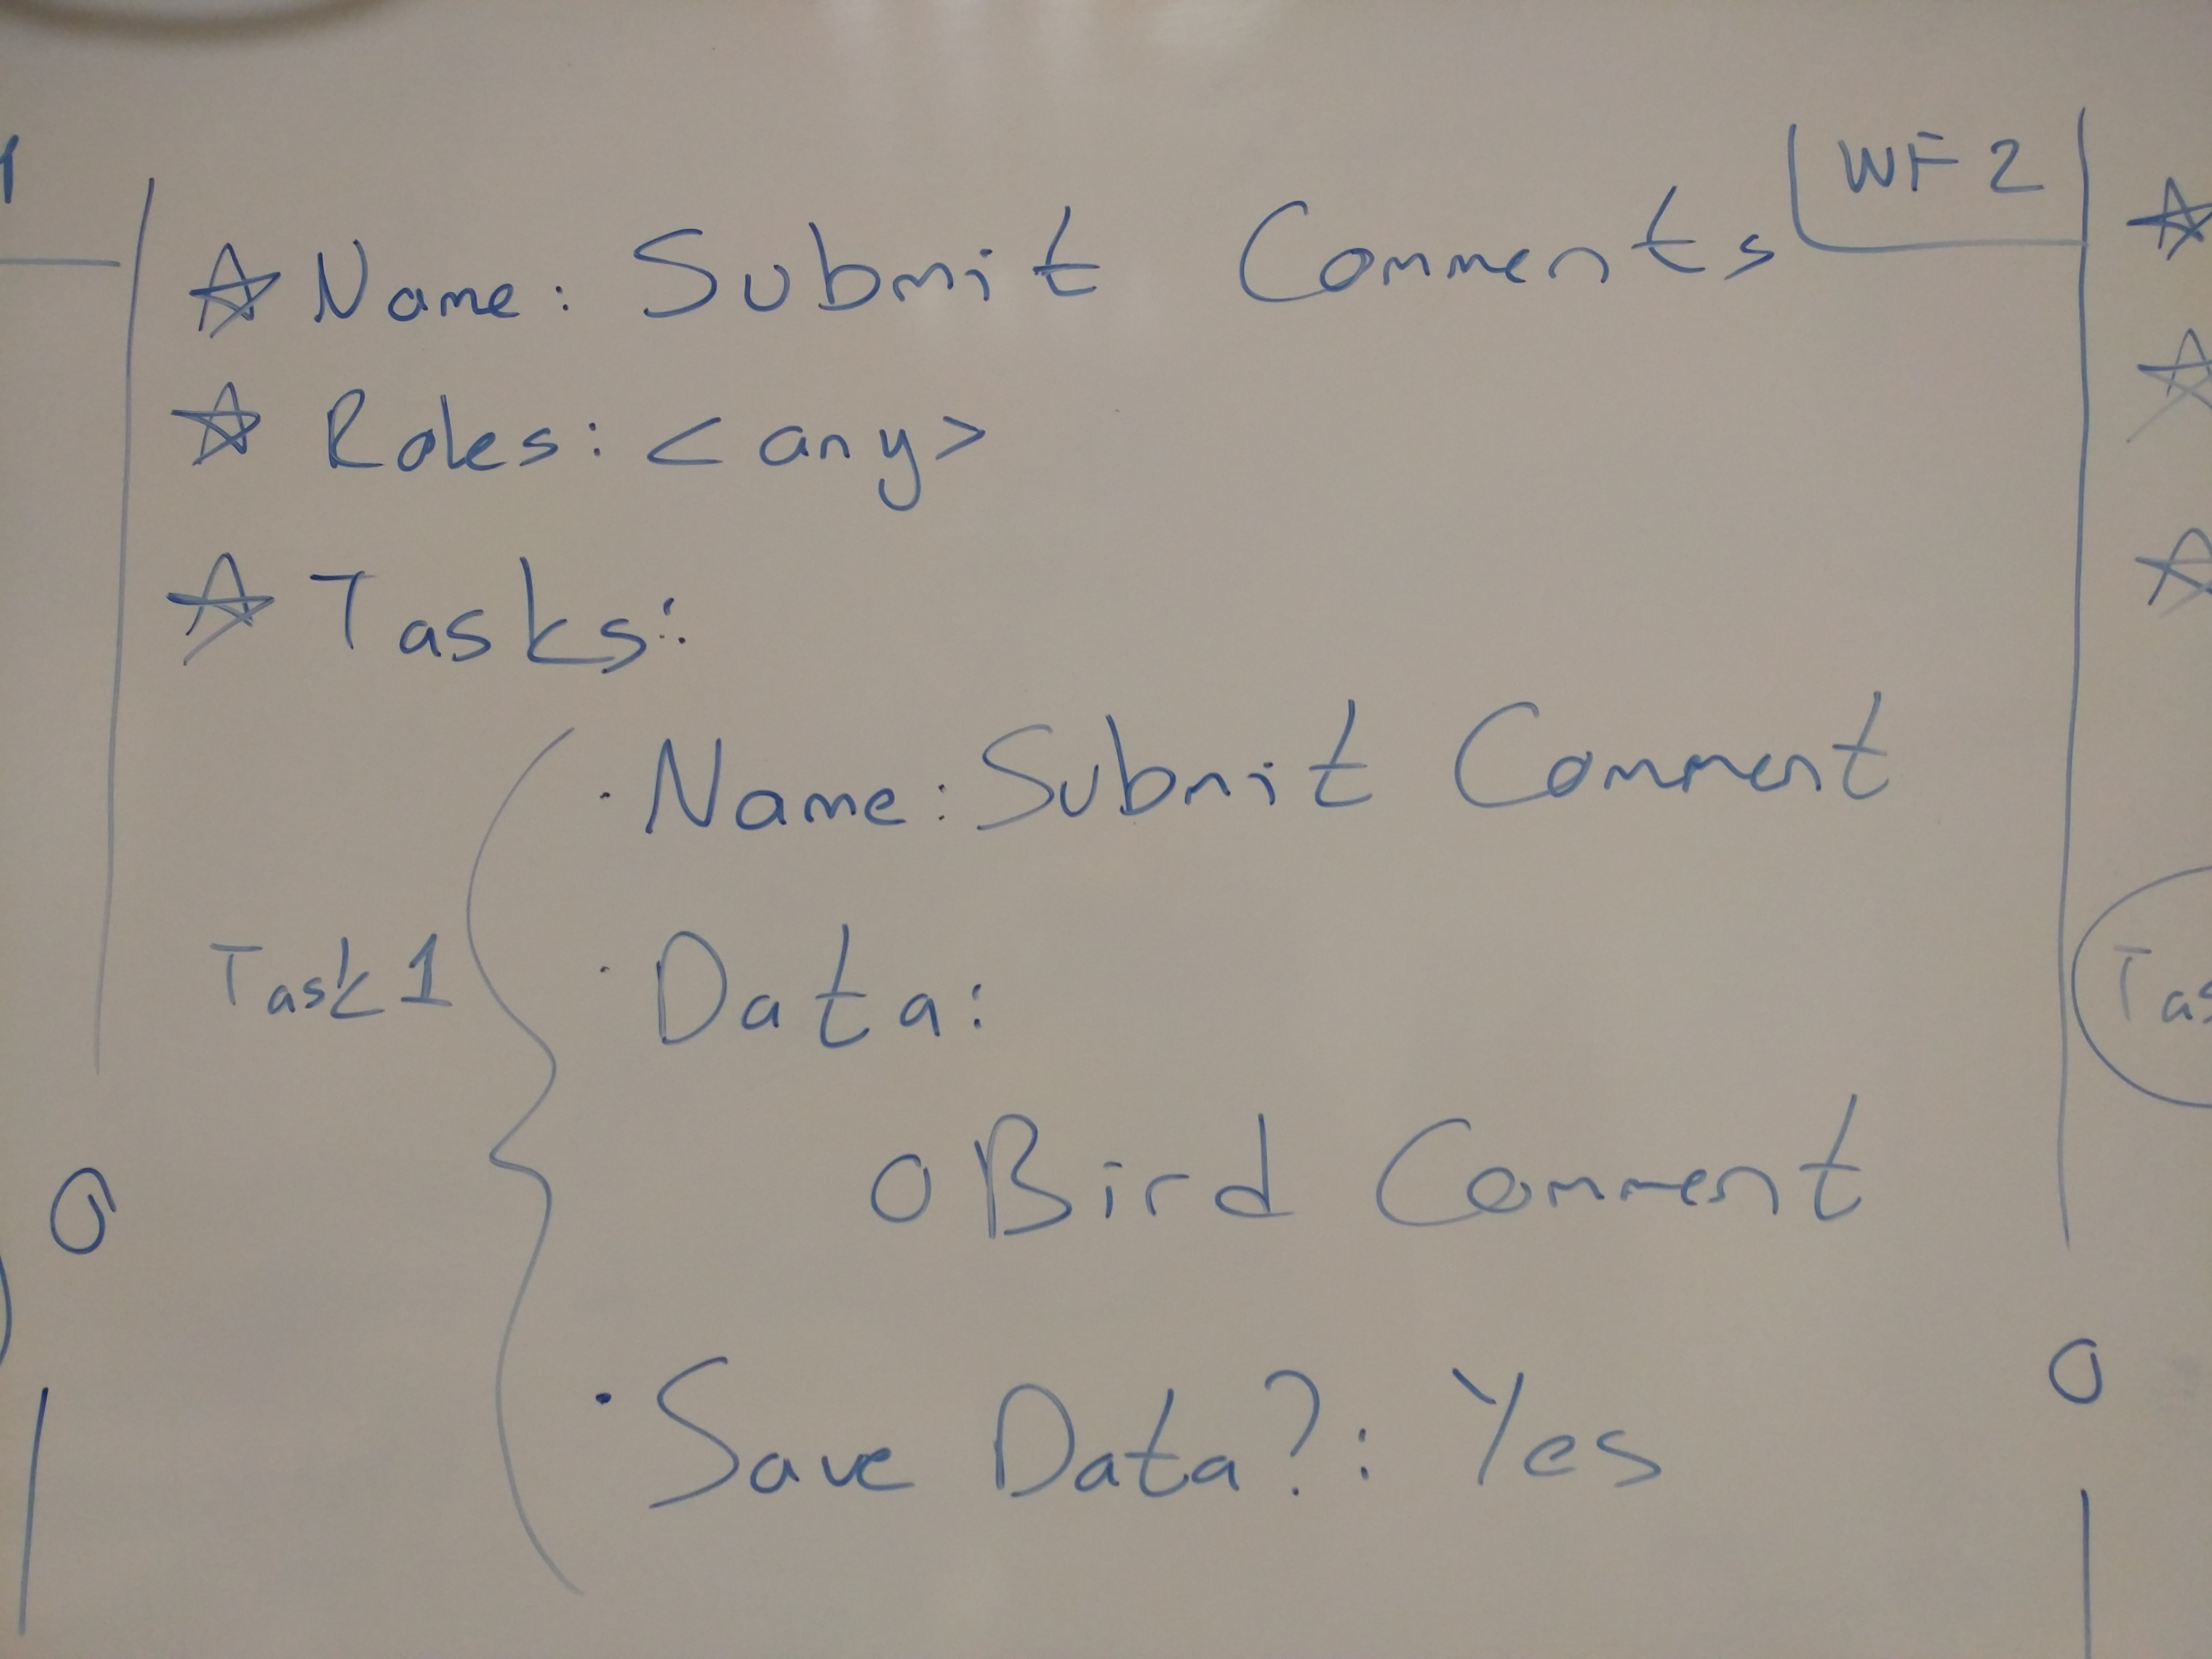 WF 2
☆ Name: Submit Comments
☆ Roles: <any>
☆ Tasks:
· Name: Submit Comment
Task 1
· Data:
o Bird Comment
· Save Data?: Yes